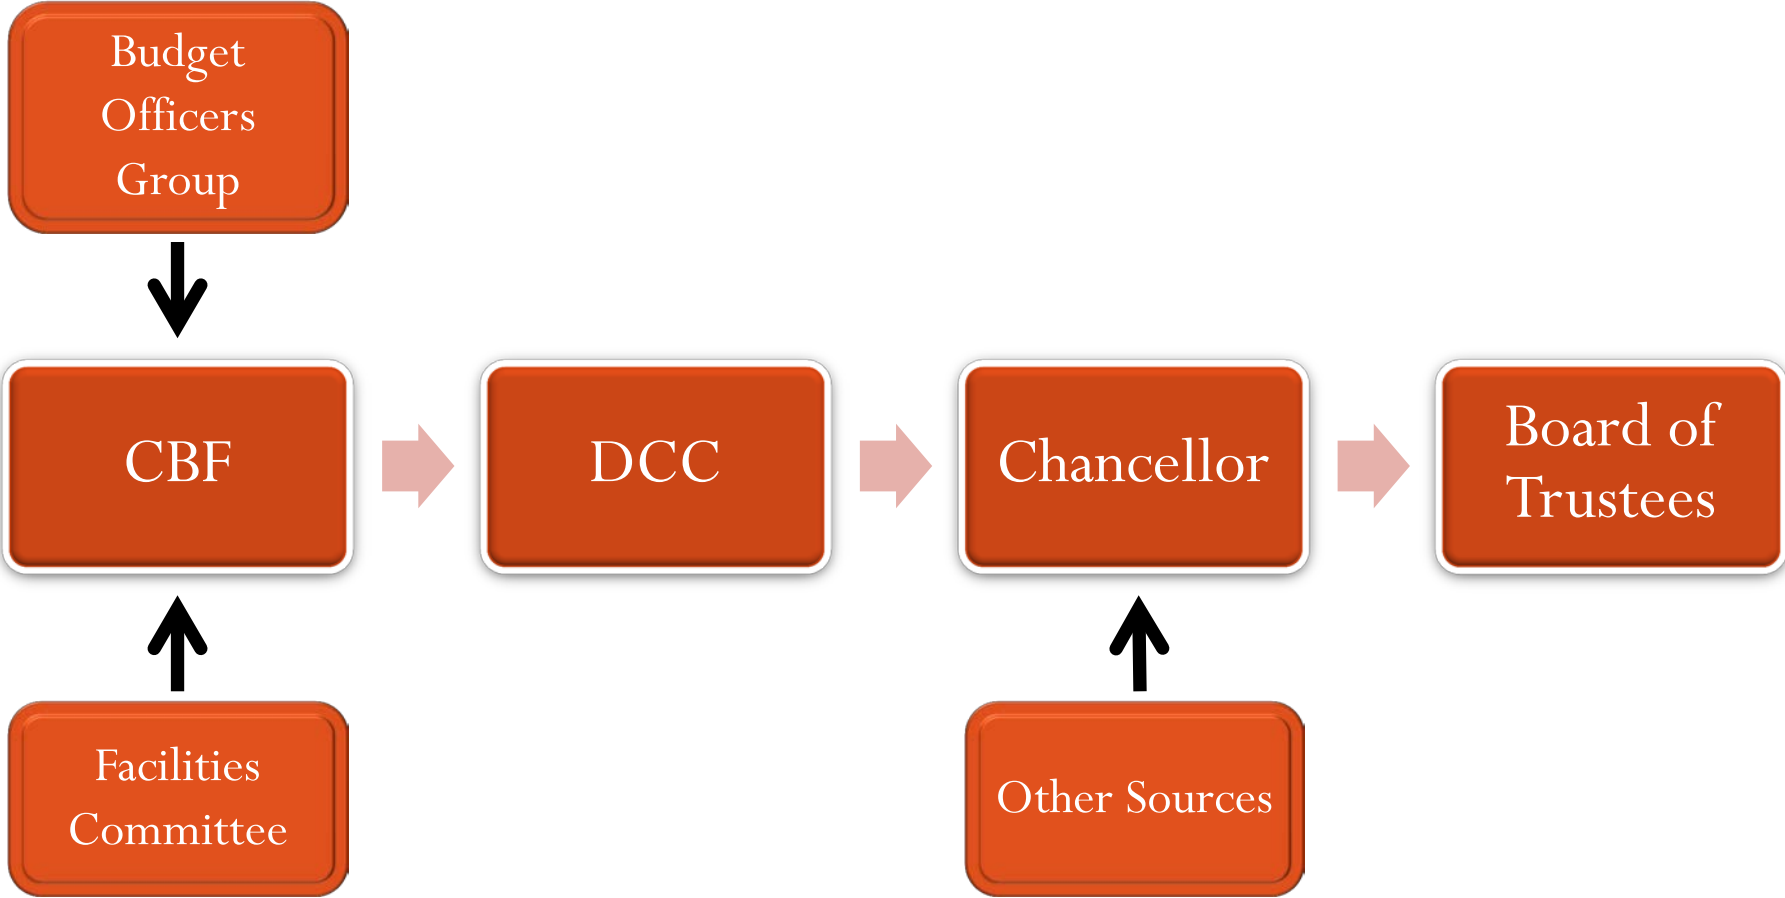 Budget
Officers
Group
CBF
DCC
Chancellor
Board of
Trustees
Facilities
Committee
Other Sources